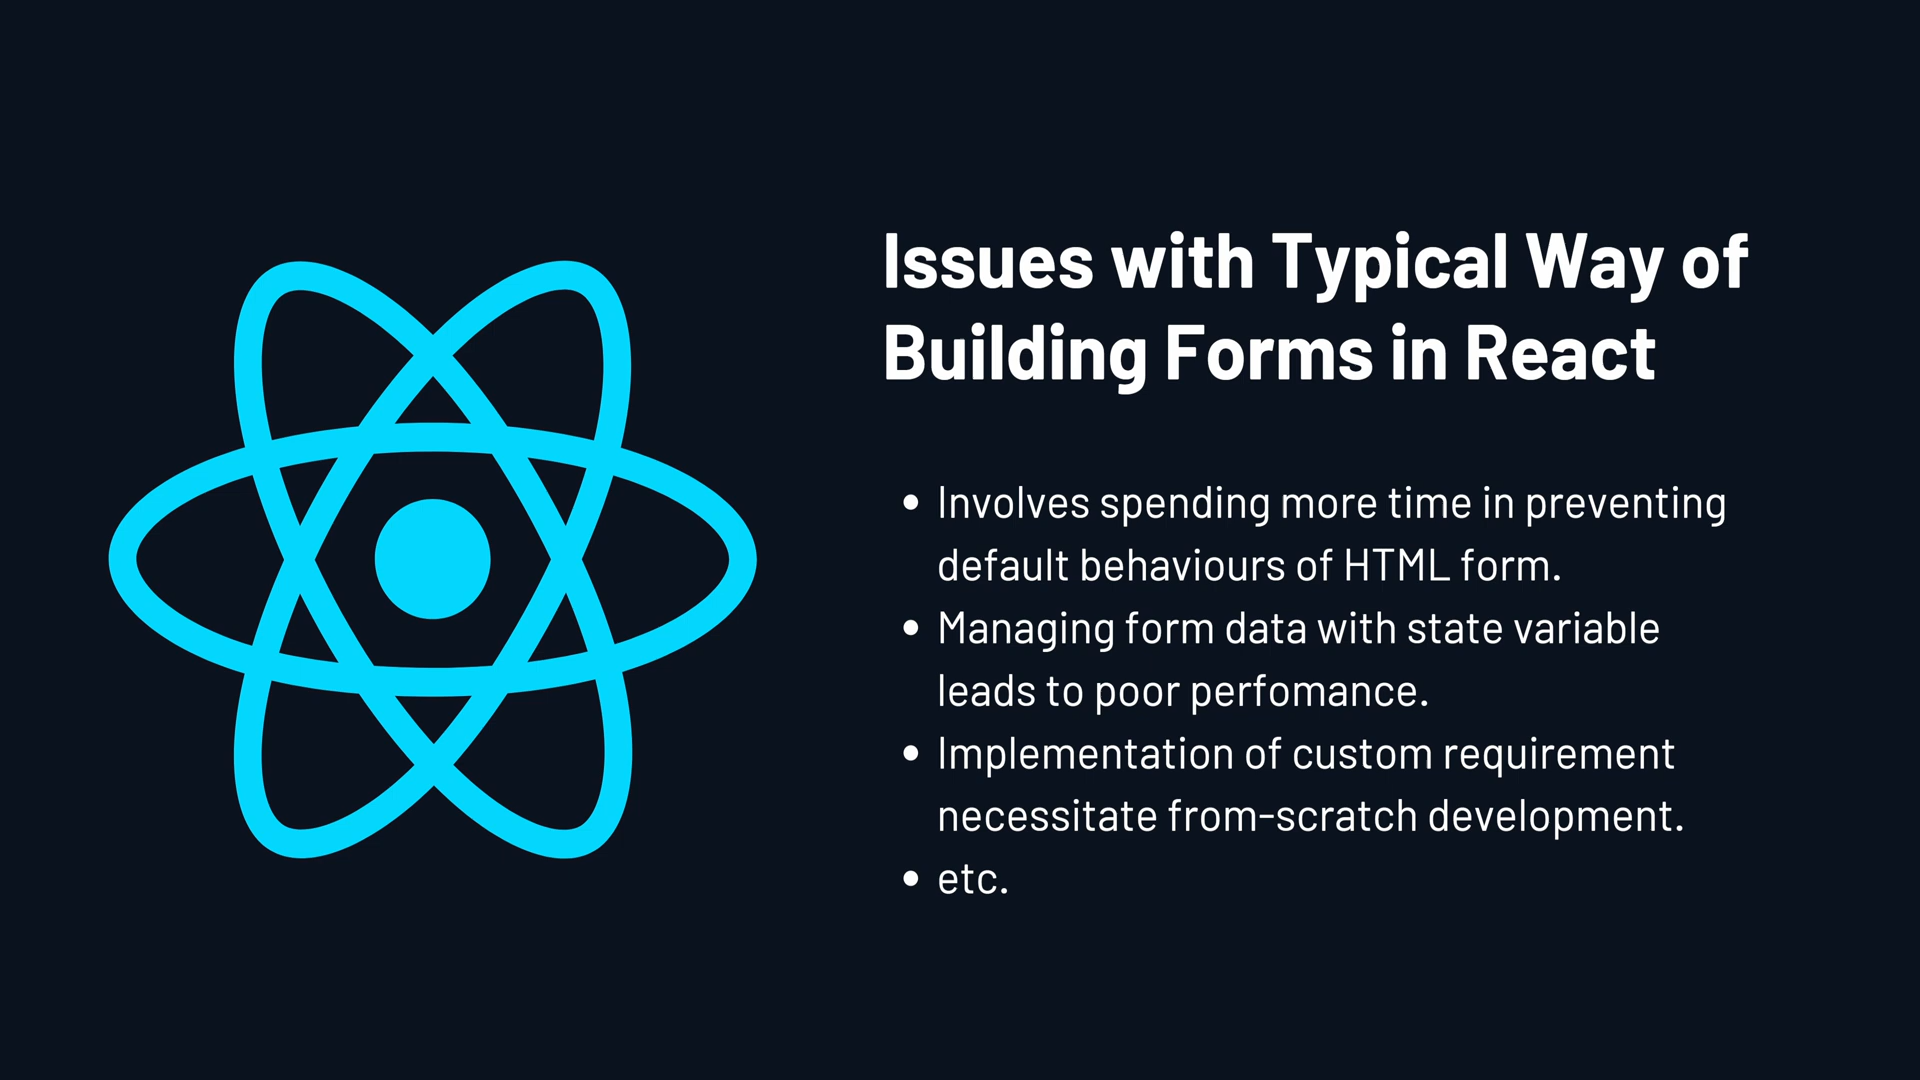 Issues with Typical Way of
Building Forms in React
• Involves spending more time in preventing
default behaviours of HTML form.
• Managing form data with state variable
leads to poor perfomance.
• Implementation of custom requirement
necessitate from-scratch development.
• etc.